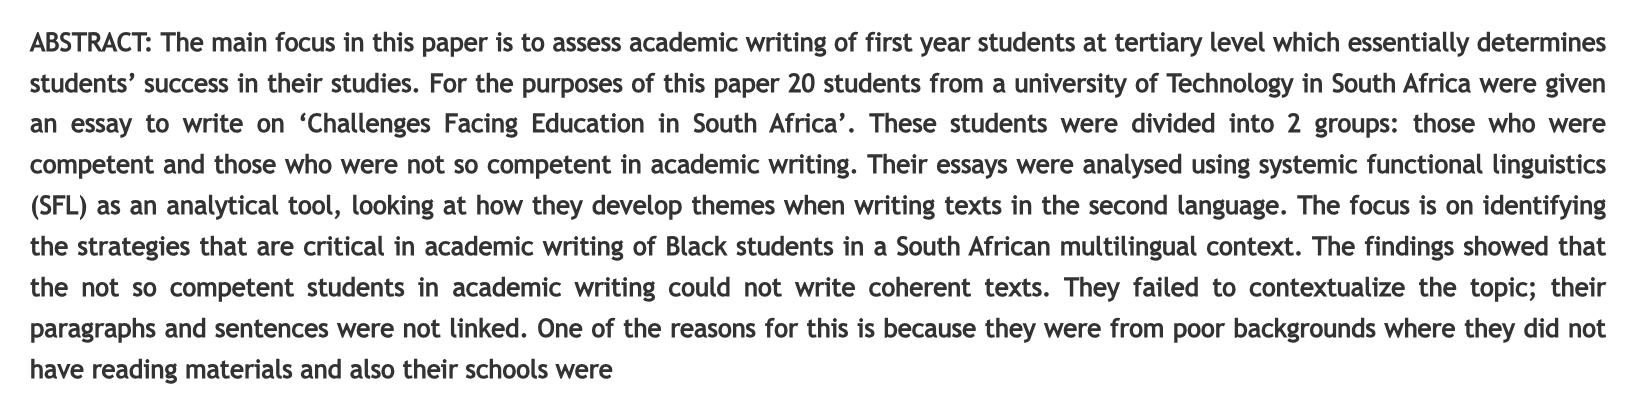 ABSTRACT: The main focus in this paper is to assess academic writing of first year students at tertiary level which essentially determines
students’ success in their studies. For the purposes of this paper 20 students from a university of Technology in South Africa were given
an essay to write on ‘Challenges Facing Education in South Africa’. These students were divided into 2 groups: those who were
competent and those who were not so competent in academic writing. Their essays were analysed using systemic functional linguistics
(SFL) as an analytical tool, looking at how they develop themes when writing texts in the second language. The focus is on identifying
the strategies that are critical in academic writing of Black students in a South African multilingual context. The findings showed that
the not so competent students in academic writing could not write coherent texts. They failed to contextualize the topic; their
paragraphs and sentences were not linked. One of the reasons for this is because they were from poor backgrounds where they did not
have reading materials and also their schools were